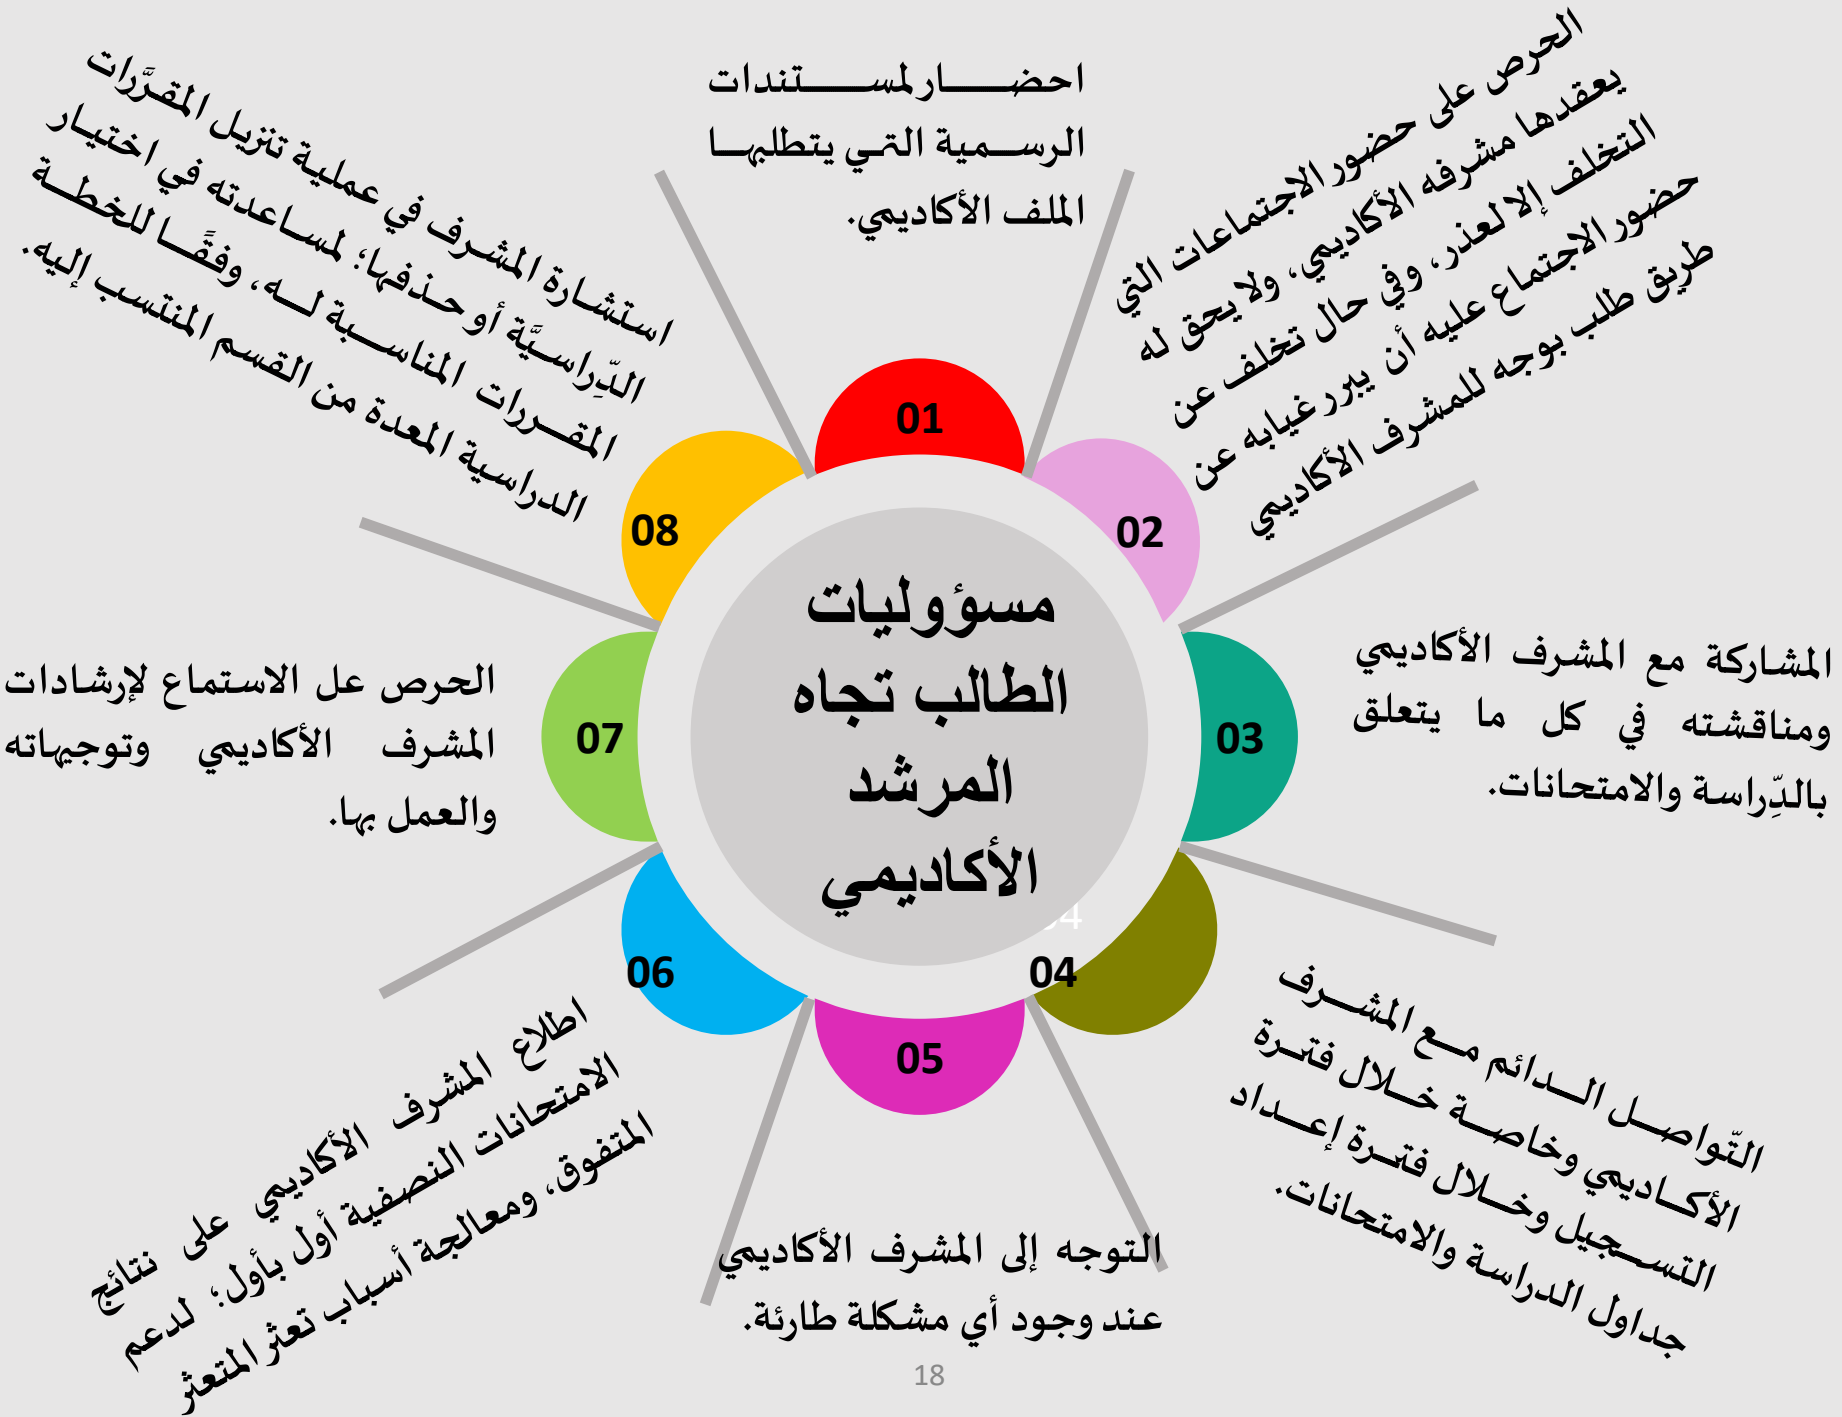 مسؤوليات
الطالب تجاه
المرشد
الأكاديمي
01
احضار لمستندات
الرسمية التي يتطلبها
الملف الأكاديمي.
02
الحرص على حضور الاجتماعات التي
يعقدها مشرفه الأكاديمي، ولا يحق له
التخلف إلا لعذر، وفي حال تخلف عن
حضور الاجتماع عليه أن يبرر غيابه عن
طريق طلب بوجه للمشرف الأكاديمي
03
المشاركة مع المشرف الأكاديمي
ومناقشته في كل ما يتعلق
بالدِّراسة والامتحانات.
04
04
التّواصل الدائم مع المشرف
الأكاديمي وخاصة خلال فترة
التسجيل وخلال فترة إعداد
جداول الدراسة والامتحانات.
05
التوجه إلى المشرف الأكاديمي
عند وجود أي مشكلة طارئة.
06
اطلاع المشرف الأكاديمي على نتائج
الامتحانات النصفية أول بأول؛ لدعم
المتفوق، ومعالجة أسباب تعثر المتعثر
07
الحرص عل الاستماع لإرشادات
المشرف الأكاديمي وتوجيهاته
والعمل بها.
08
استشارة المشرف في عملية تنزيل المقرَّرات
الدِّراسيَّة أو حذفها؛ لمساعدته في اختيار
المقررات المناسبة له، وفقًا للخطة
الدراسية المعدة من القسم المنتسب إليه.
18